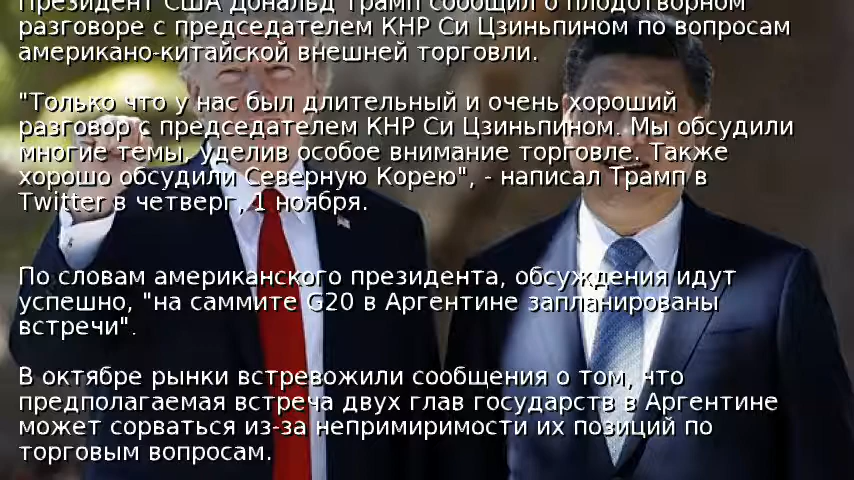 Президент США Дональд Трамп сообщил о плодотворном
разговоре с председателем КНР Си Цзиньпином по вопросам
американо-китайской внешней торговли.
"Только что у нас был длительный и очень хороший
разговор с председателем КНР Си Цзиньпином. Мы обсудили
многие темы, уделив особое внимание торговле. Также
хорошо обсудили Северную Корею", - написал Трамп в
Twitter в четверг, 1 ноября.
По словам американского президента, обсуждения идут
успешно, "на саммите G20 в Аргентине запланированы
встречи".
В октябре рынки встревожили сообщения о том, что
предполагаемая встреча двух глав государств в Аргентине
может сорваться из-за непримиримости их позиций по
торговым вопросам.